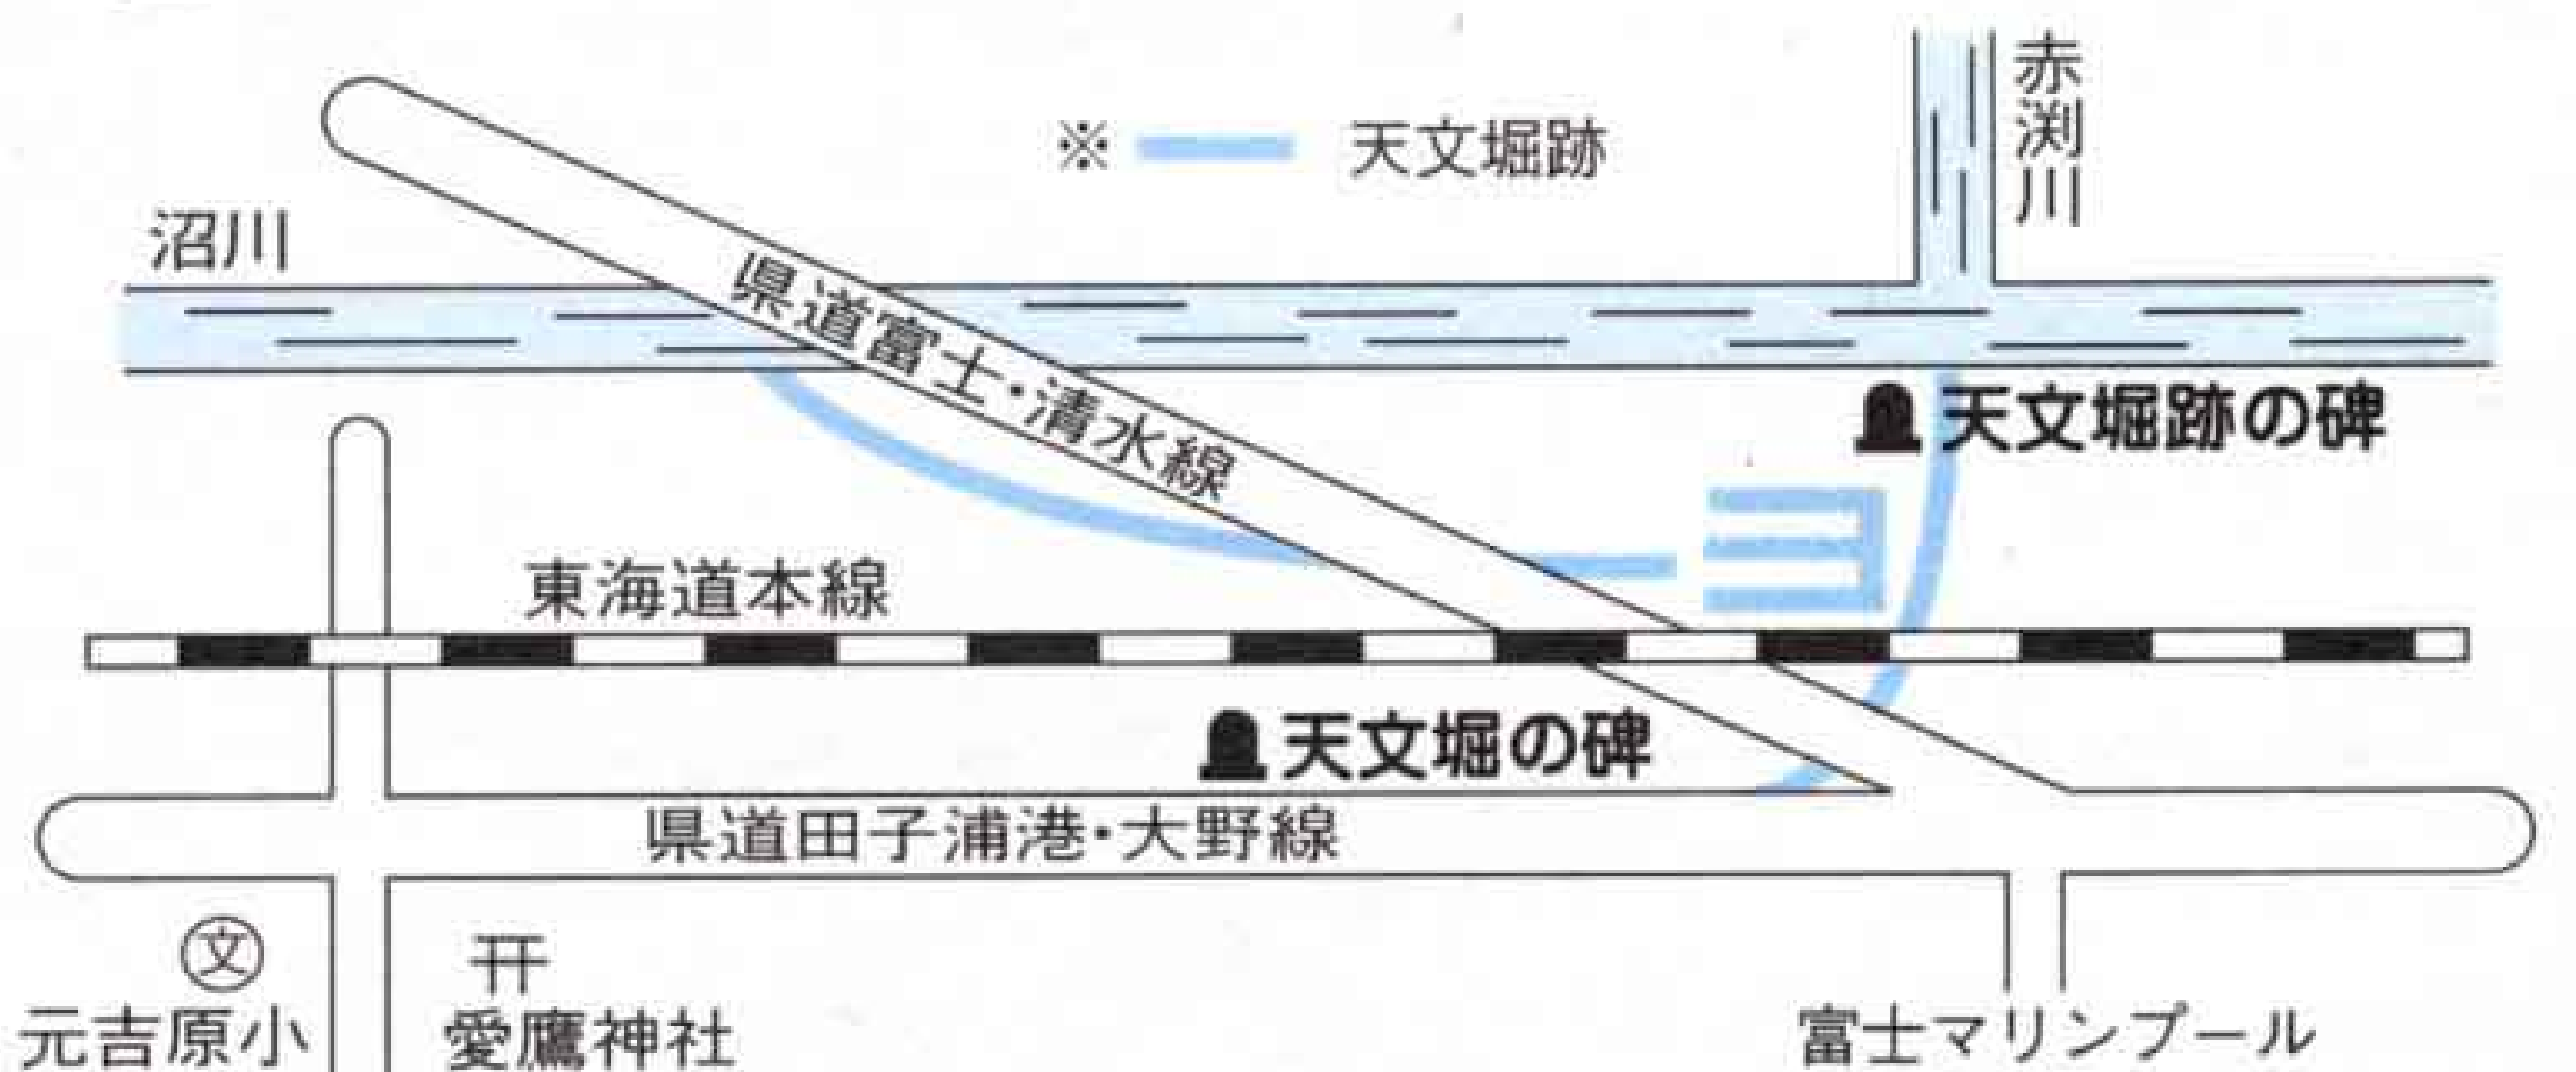 赤渕川
※ 天文堀跡
沼川
県道富士・清水線
天文堀跡の碑
東海道本線
天文堀の碑
県道田子浦港・大野線
文
元吉原小
愛鷹神社
富士マリンプール